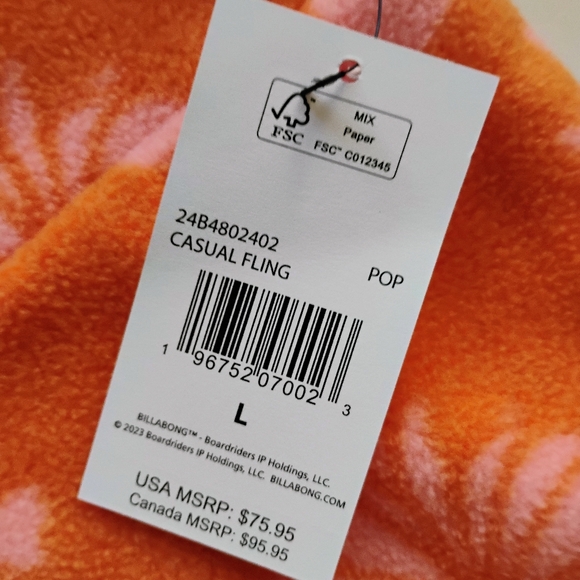 MIX
Paper
FSC™ C012345
FSC
24B4802402
CASUAL FLING
POP
1 96752 07002 3
L
BILLABONG™ - Boardriders IP Holdings, LLC.
© 2023 Boardriders IP Holdings, LLC. BILLABONG.COM
USA MSRP: $75.95
Canada MSRP: $95.95